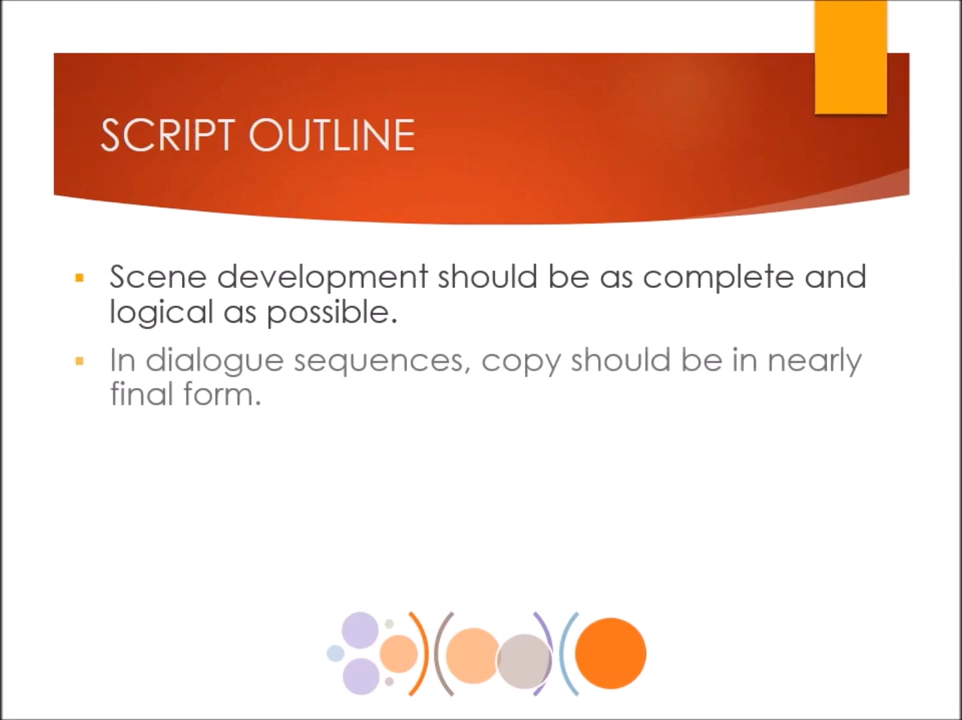 SCRIPT OUTLINE
Scene development should be as complete and
logical as possible.
In dialogue sequences, copy should be in nearly
final form.